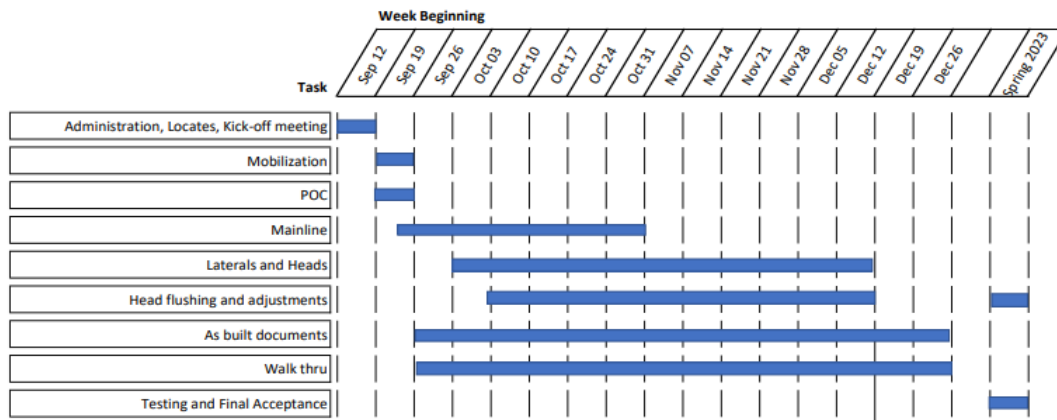 Week Beginning
Task
Sep 12
Sep 19
Sep 26
Oct 03
Oct 10
Oct 17
Oct 24
Oct 31
Nov 07
Nov 14
Nov 21
Nov 28
Dec 05
Dec 12
Dec 19
Dec 26
Spring 2023
Administration, Locates, Kick-off meeting
Mobilization
POC
Mainline
Laterals and Heads
Head flushing and adjustments
As built documents
Walk thru
Testing and Final Acceptance